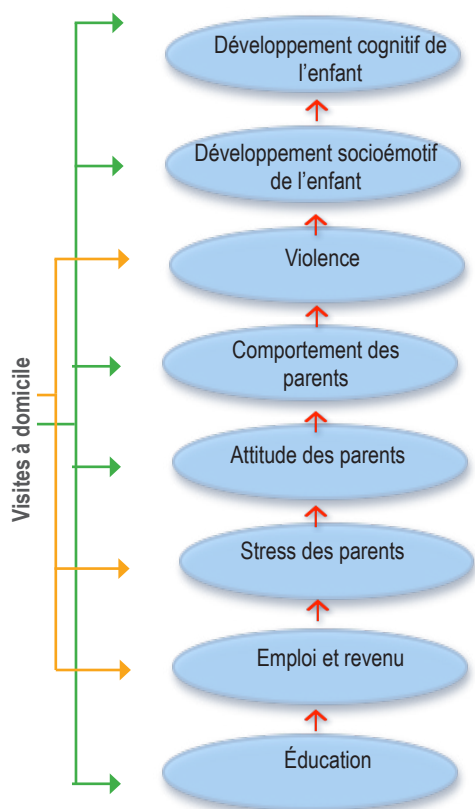 Développement cognitif de
l’enfant
Développement socioémotif
de l’enfant
Violence
Comportement des
parents
Attitude des parents
Stress des parents
Emploi et revenu
Éducation
Visites à domicile